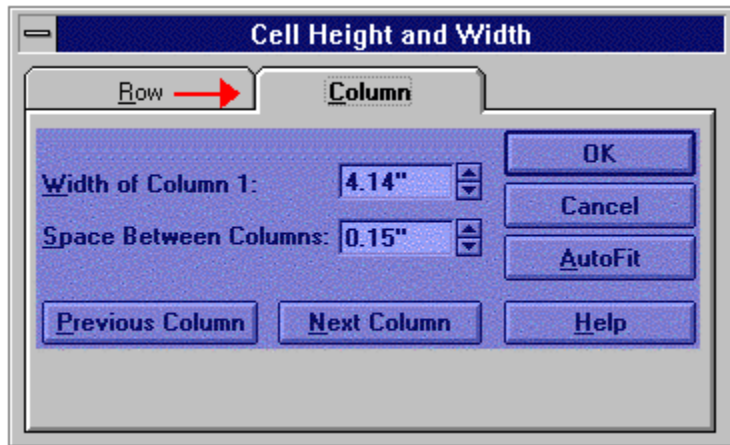 Cell Height and Width
Row Column
Width of Column 1: 4.14" OK
Cancel
Space Between Columns: 0.15"
AutoFit
Previous Column Next Column Help